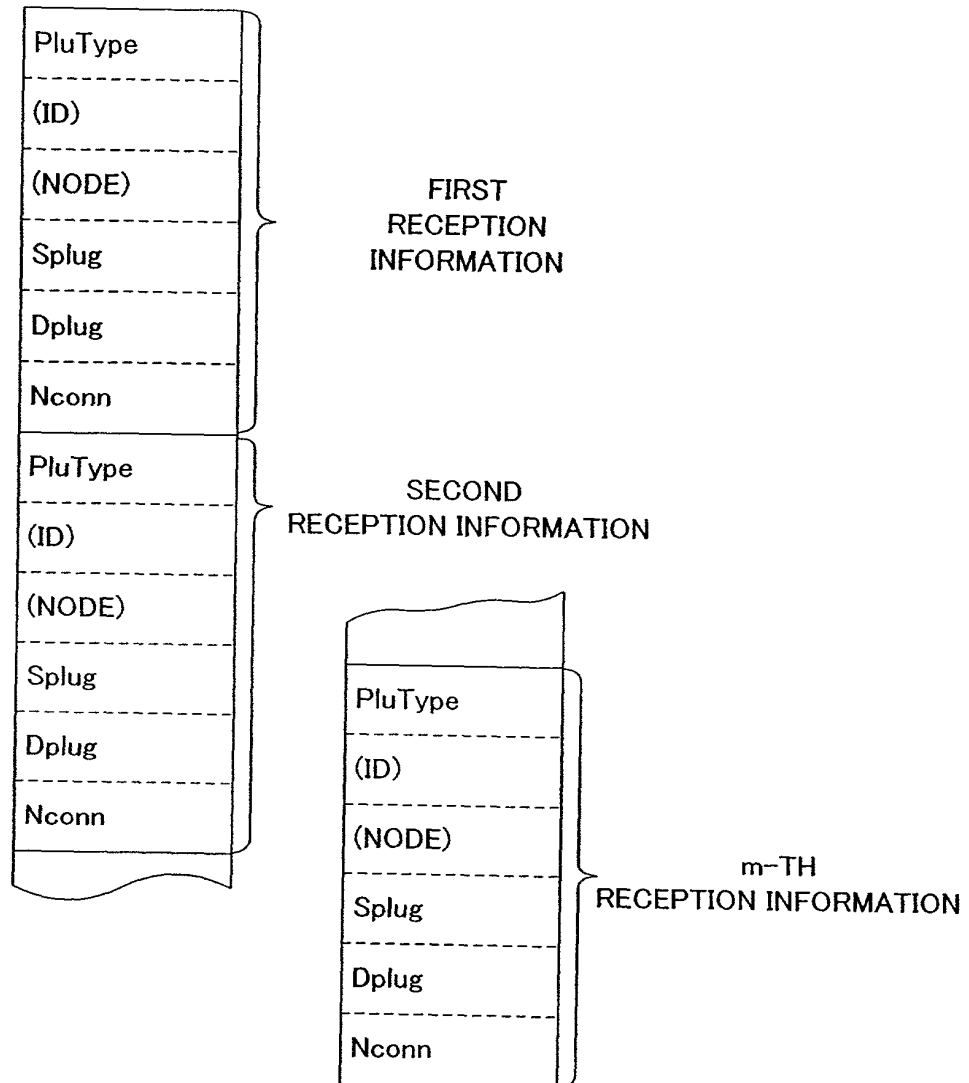 PluType
(ID)
(NODE)
Splug
Dplug
Nconn
FIRST
RECEPTION
INFORMATION
PluType
(ID)
(NODE)
Splug
Dplug
Nconn
SECOND
RECEPTION INFORMATION
PluType
(ID)
(NODE)
Splug
Dplug
Nconn
m-TH
RECEPTION INFORMATION